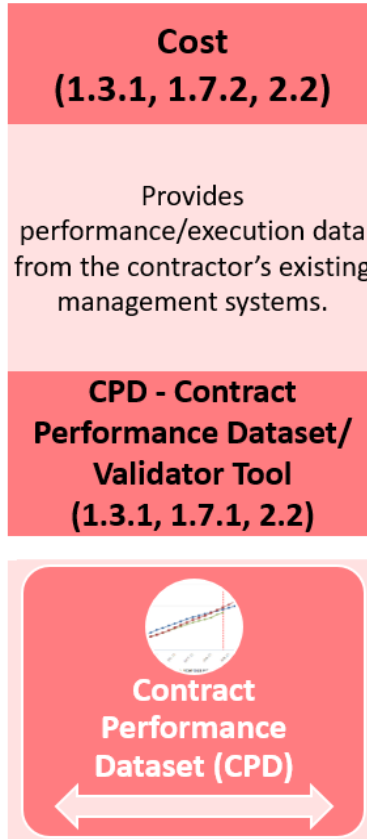 Cost
(1.3.1, 1.7.2, 2.2)
Provides
performance/execution data
from the contractor's existing
management systems.
CPD - Contract
Performance Dataset/
Validator Tool
(1.3.1, 1.7.1, 2.2)
Contract
Performance
Dataset (CPD)